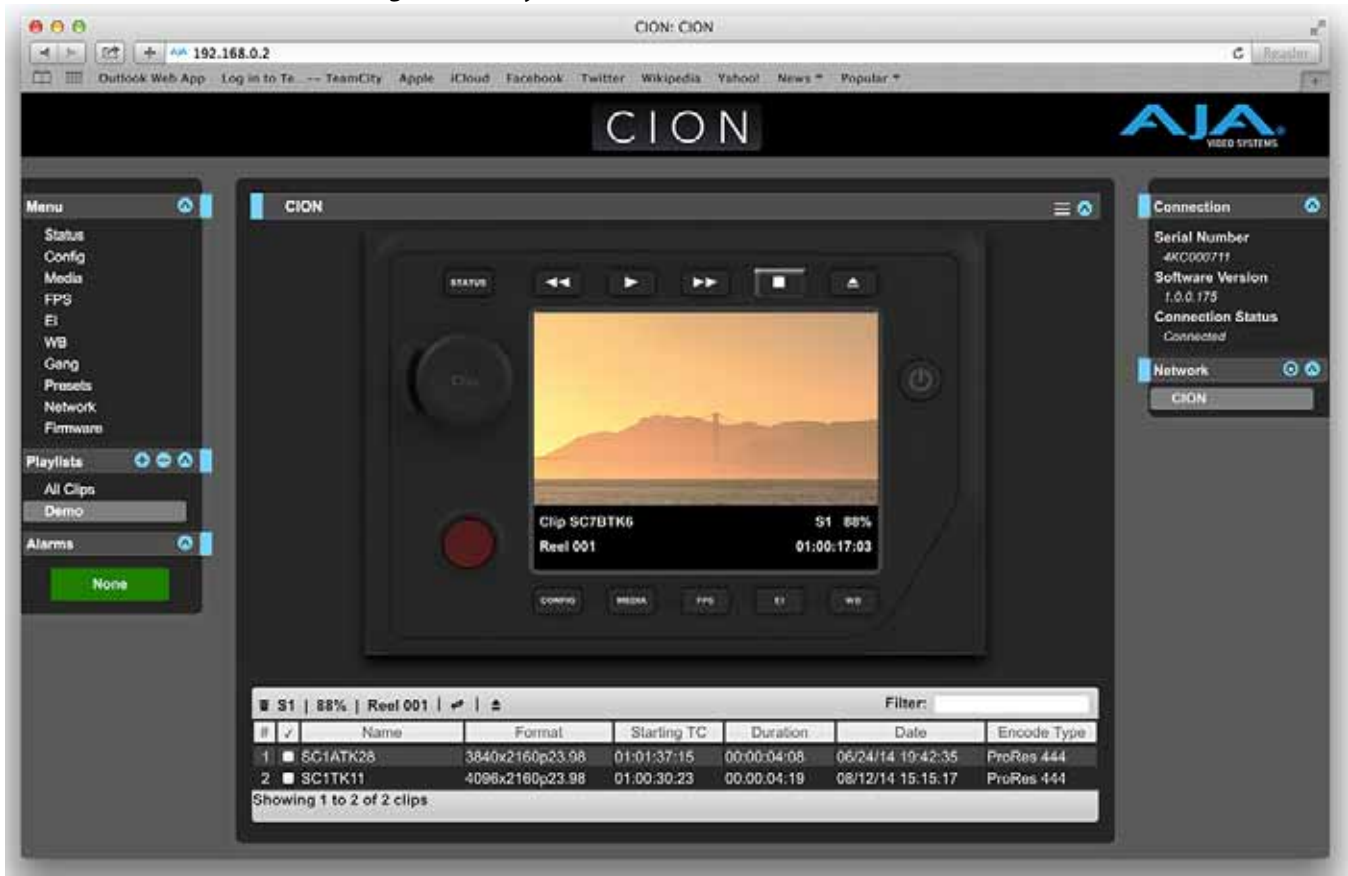 CION: CION
AJA 192.168.0.2
Reader
Outlook Web App Log in to Te... -- TeamCity Apple iCloud Facebook Twitter Wikipedia Yahoo! News Popular
CION
AJA
VIDEO SYSTEMS
Menu
Status
Config
Media
FPS
EI
WB
Gang
Presets
Network
Firmware
Playlists
All Clips
Demo
Alarms
None
CION
STATUS
Clip SC7BTK6 S1 88%
Reel 001 01:00:17:03
CONFIG MEDIA FPS EI WB
S1 | 88% | Reel 001 | |
Filter:
# ✓ Name Format Starting TC Duration Date Encode Type
1 SC1ATK28 3840x2160p23.98 01:01:37:15 00:00:04:08 06/24/14 19:42:35 ProRes 444
2 SC1TK11 4096x2160p23.98 01:00:30:23 00:00:04:19 08/12/14 15:15:17 ProRes 444
Showing 1 to 2 of 2 clips
Connection
Serial Number
4KC000711
Software Version
1.0.0.175
Connection Status
Connected
Network
CION